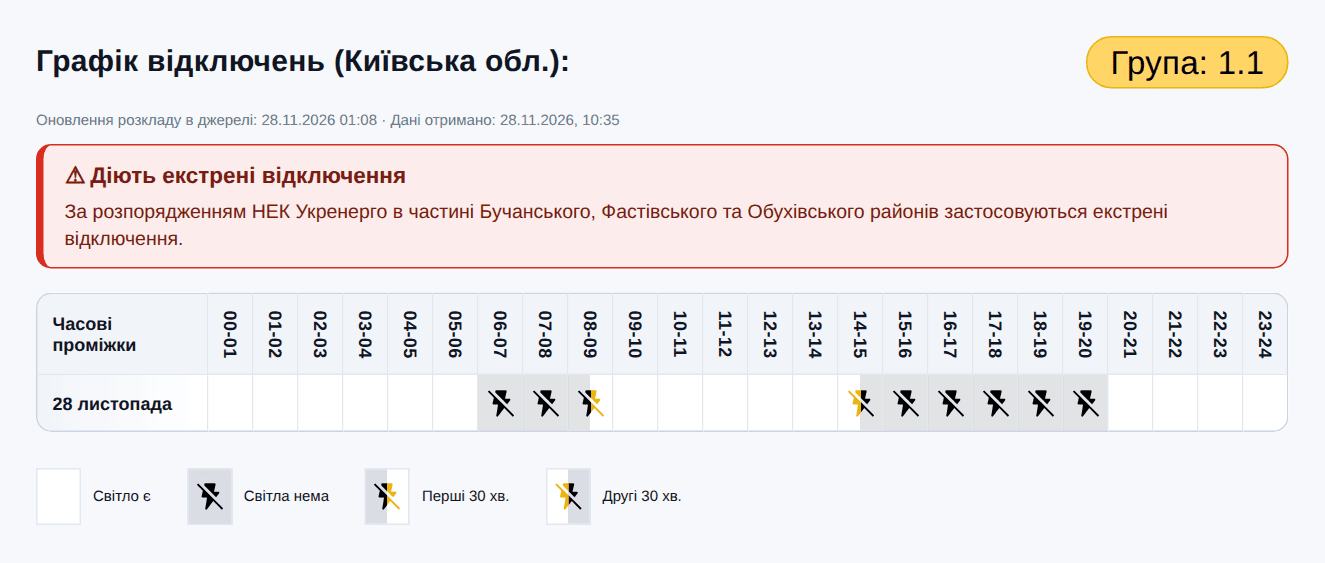 Графік відключень (Київська обл.):
Група: 1.1
Оновлення розкладу в джерелі: 28.11.2026 01:08 · Дані отримано: 28.11.2026, 10:35
⚠ Діють екстрені відключення
За розпорядженням НЕК Укренерго в частині Бучанського, Фастівського та Обухівського районів застосовуються екстрені
відключення.
Часові
проміжки
00-01
01-02
02-03
03-04
04-05
05-06
06-07
07-08
08-09
09-10
10-11
11-12
12-13
13-14
14-15
15-16
16-17
17-18
18-19
19-20
20-21
21-22
22-23
23-24
28 листопада
Світло є
Світла нема
Перші 30 хв.
Другі 30 хв.